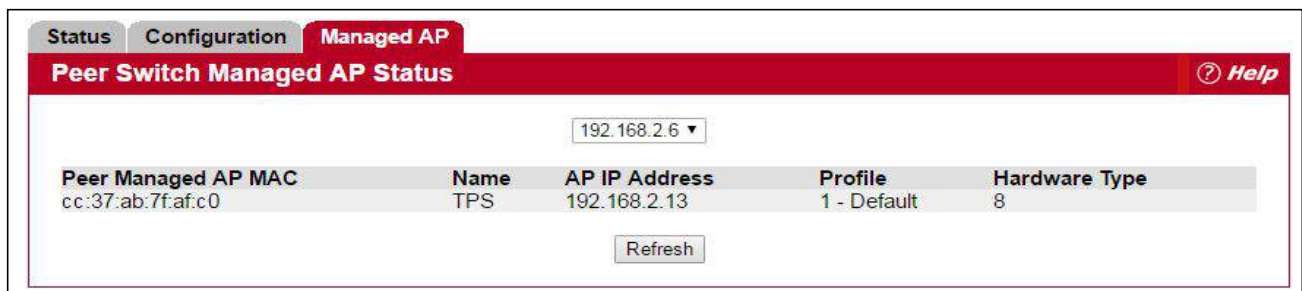 Status Configuration Managed AP
Peer Switch Managed AP Status ? Help
192.168.2.6
Peer Managed AP MAC Name AP IP Address Profile Hardware Type
cc:37:ab:7f:af:c0 TPS 192.168.2.13 1 - Default 8
Refresh